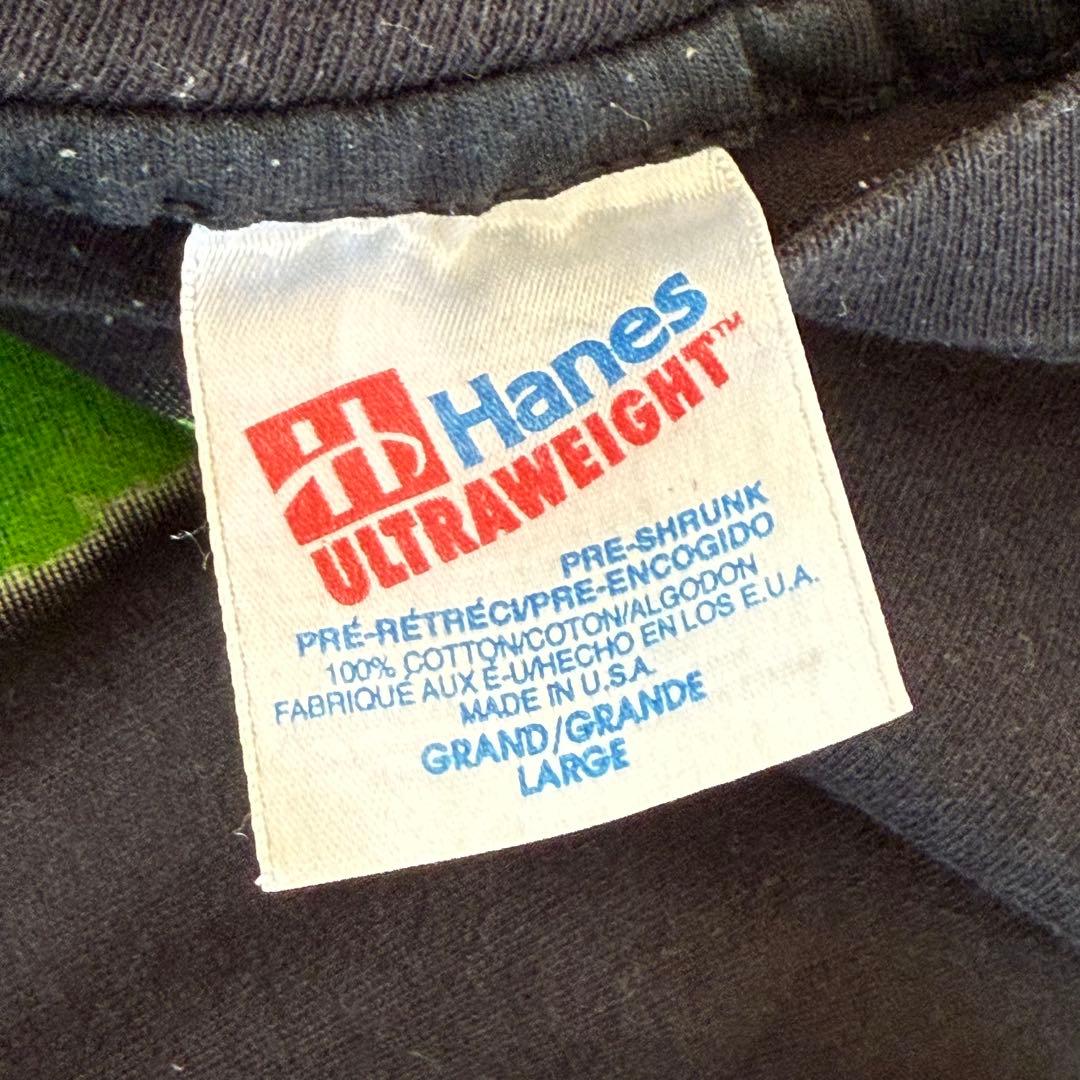 Hanes
ULTRAWEIGHT™
PRE-SHRUNK
PRÉ-RÉTRÉCI/PRE-ENCOGIDO
100% COTTON/COTON/ALGODON
FABRIQUÉ AUX É-U/HECHO EN LOS E.U.A.
MADE IN U.S.A.
GRAND/GRANDE
LARGE